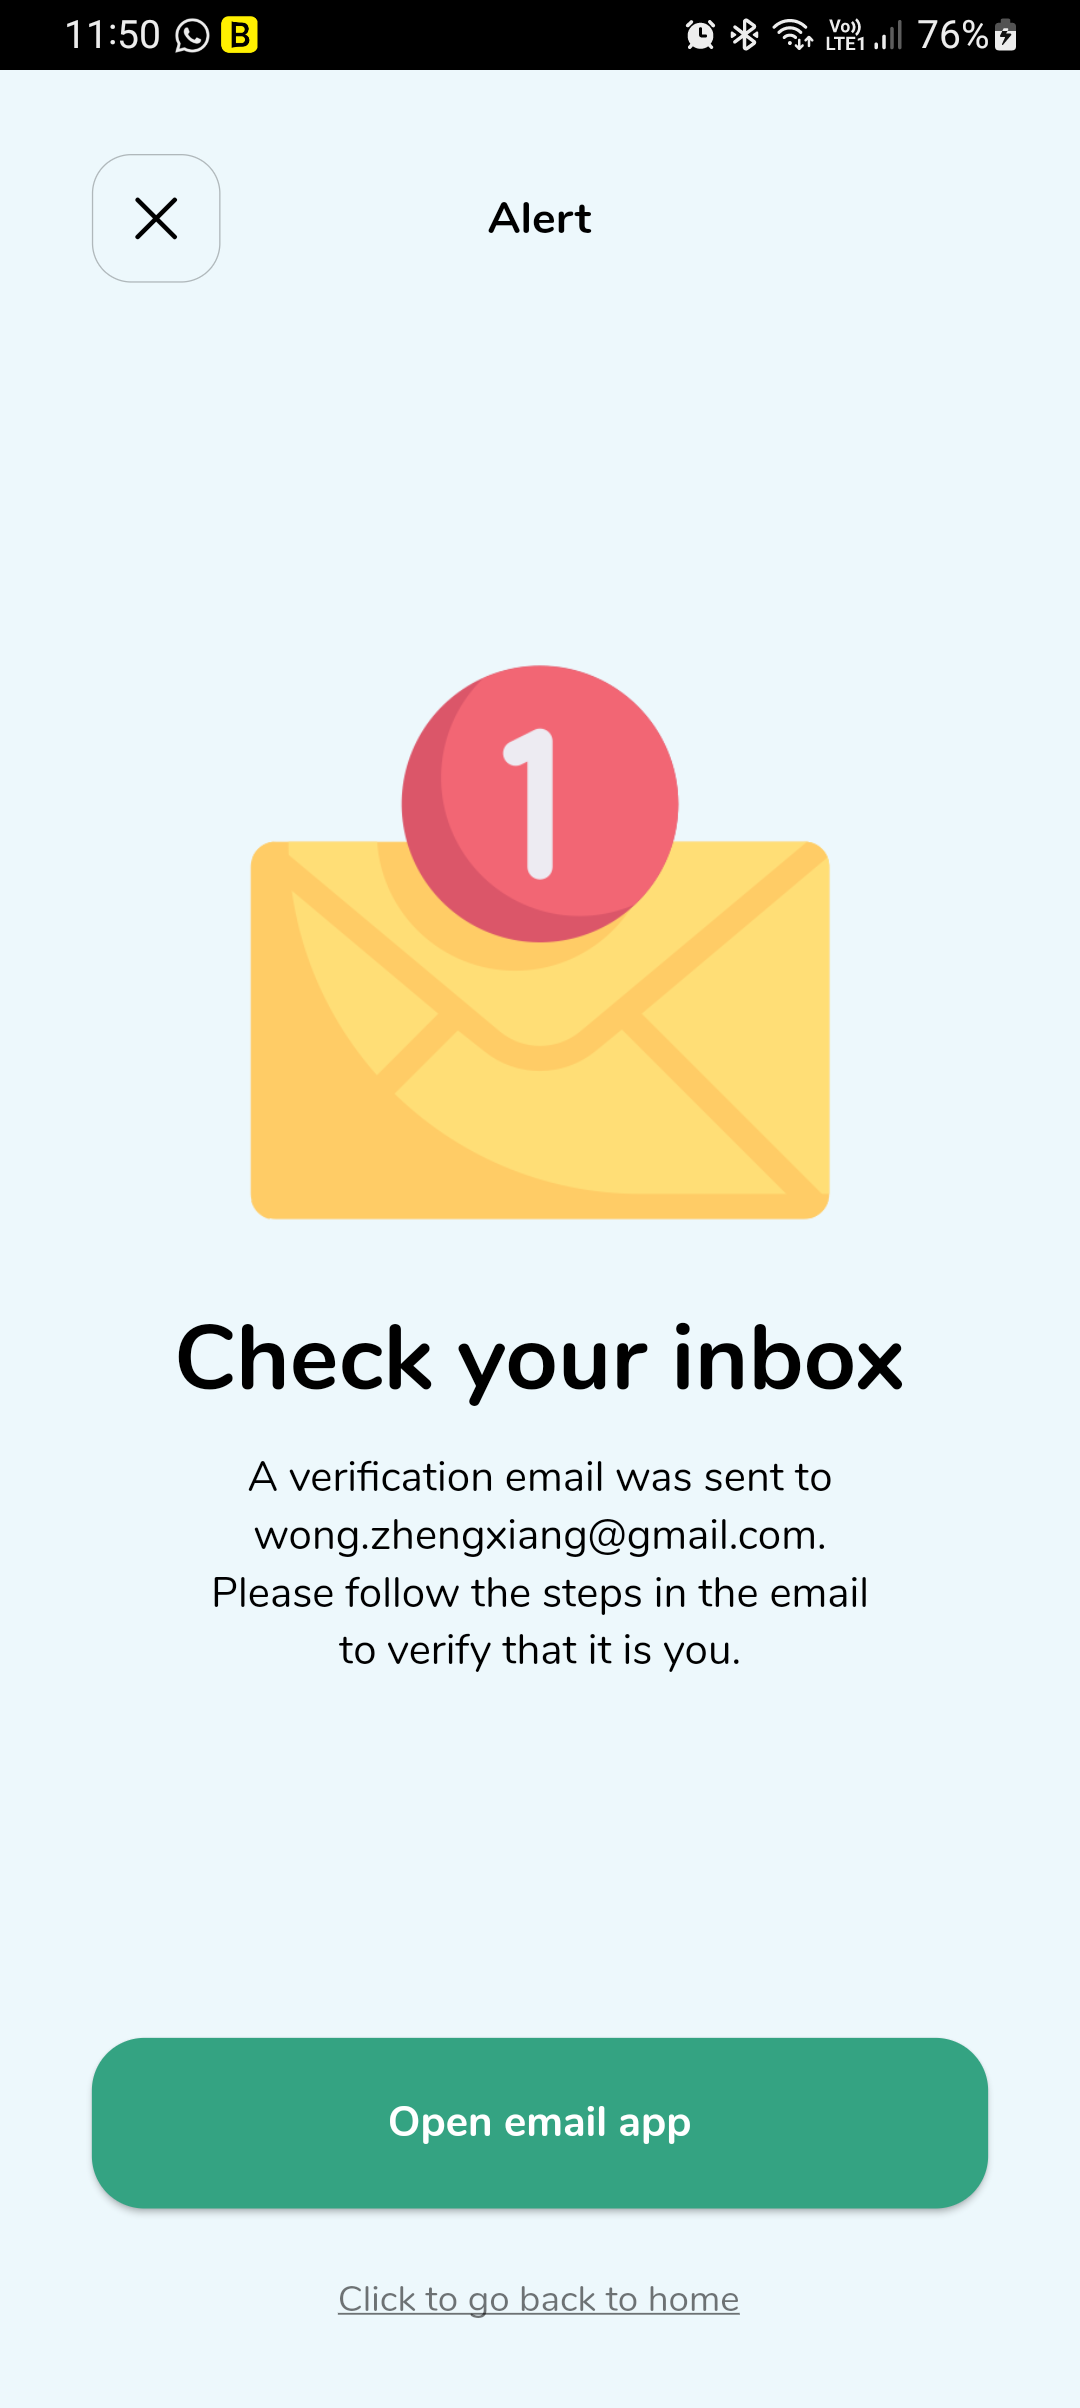 11:50 B Vo)) LTE1 76%
Alert
1
Check your inbox
A verification email was sent to
wong.zhengxiang@gmail.com.
Please follow the steps in the email
to verify that it is you.
Open email app
Click to go back to home